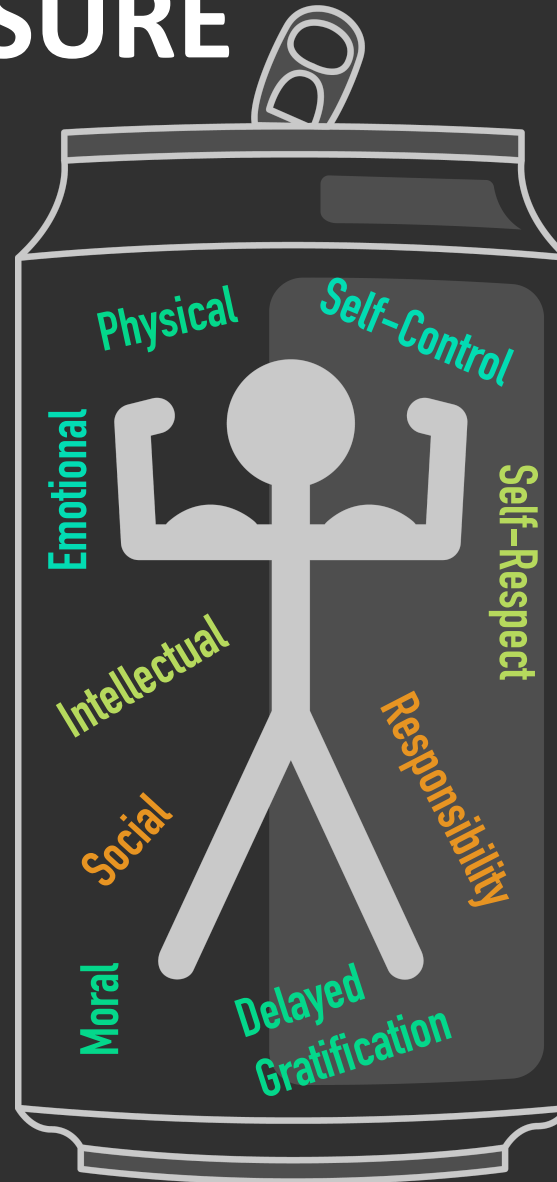 SURE
Physical
Self-Control
Emotional
Self-Respect
Intellectual
Responsibility
Social
Moral
Delayed
Gratification